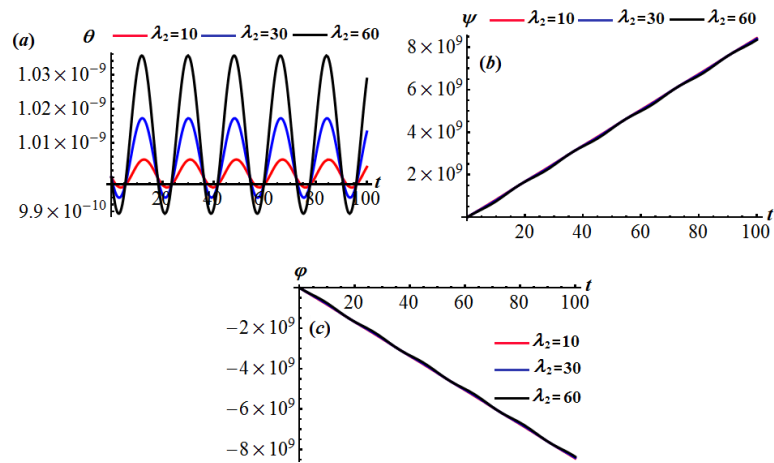 (a) θ λ₂=10 λ₂=30 λ₂=60
1.03×10⁻⁹
1.02×10⁻⁹
1.01×10⁻⁹
9.9×10⁻¹⁰
20 40 60 80 100 t
ψ λ₂=10 λ₂=30 λ₂=60
(b)
8×10⁹
6×10⁹
4×10⁹
2×10⁹
20 40 60 80 100 t
φ
20 40 60 80 100 t
(c)
−2×10⁹
−4×10⁹
−6×10⁹
−8×10⁹
λ₂=10
λ₂=30
λ₂=60